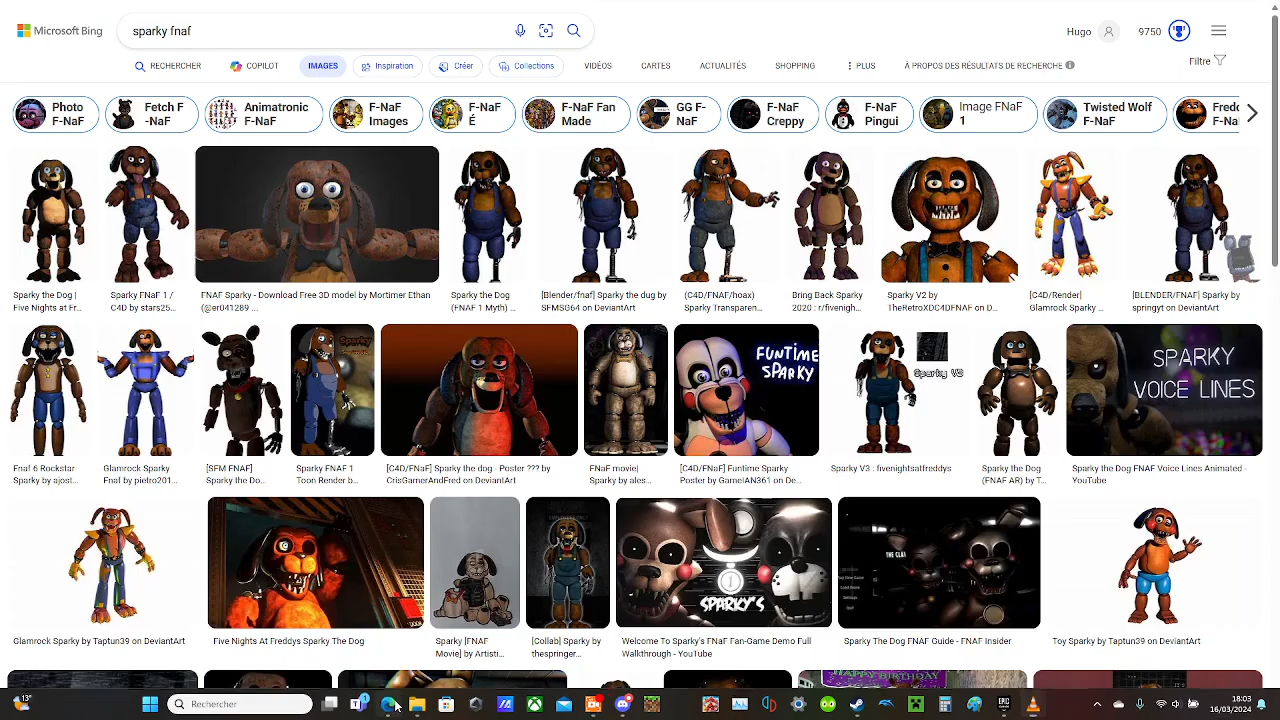 Microsoft Bing
sparky fnaf
Hugo
9750
RECHERCHER
COPILOT
IMAGES
Inspiration
Créer
Collections
VIDÉOS
CARTES
ACTUALITÉS
SHOPPING
PLUS
À PROPOS DES RÉSULTATS DE RECHERCHE
Filtre
Photo
F-NaF
Fetch F
-NaF
Animatronic
F-NaF
F-NaF
Images
F-NaF
É
F-NaF Fan
Made
GG F-
NaF
F-NaF
Creppy
F-NaF
Pingui
Image FNaF
1
Twisted Wolf
F-NaF
Sparky the Dog |
Five Nights at Fr...
Sparky FNaF 1 /
C4D by stars25...
FNAF Sparky - Download Free 3D model by Mortimer Ethan
(@er041289 ...
Sparky the Dog
(FNAF 1 Myth) ...
[Blender/fnaf] Sparky the dug by
SFMSG64 on DeviantArt
(C4D/FNAF/hoax)
Sparky Transparen...
Bring Back Sparky
2020 : r/fivenigh...
Sparky V2 by
TheRetroXDC4DFNAF on D...
[C4D/Render]
Glamrock Sparky ...
[BLENDER/FNAF] Sparky by
springyt on DeviantArt
Sparky
FUNTIME
SPARKY
Sparky V3
SPARKY
VOICE LINES
Fnaf 6 Rockstar
Sparky by ajost...
Glamrock Sparky
Fnat by pietro201...
[SFM FNAF]
Sparky the Do...
Sparky FNAF 1
Toon Render b...
[C4D/FNAF] Sparky the dog - Poster ??? by
CrisGamerAndFred on DeviantArt
FNaF movie|
Sparky by ales...
[C4D/FNaF] Funtime Sparky
Poster by GameIAN361 on De...
Sparky V3 : fivenightsatfreddys
Sparky the Dog
(FNAF AR) by T...
Sparky the Dog FNAF Voice Lines Animated -
YouTube
SPARKY'S
THE CLA
Glamrock Sparky by Taptun39 on DeviantArt
Five Nights At Freddys Sparky The Dog
Sparky [FNAF
Movie] by Artisti...
[Collab] Sparky by
thespringer...
Welcome To Sparky's FNaF Fan-Game Demo Full
Walkthrough - YouTube
Sparky The Dog FNAF Guide - FNAF Insider
Toy Sparky by Taptun39 on DeviantArt
HAPPY BIRTHDAY
13°
Rechercher
18:03
16/03/2024